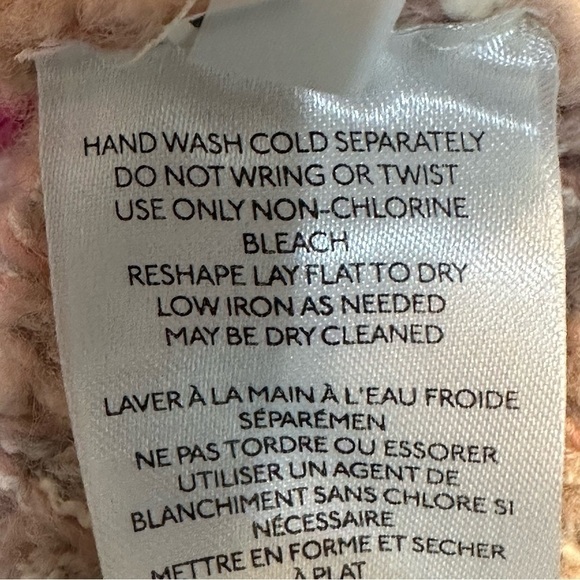 HAND WASH COLD SEPARATELY
DO NOT WRING OR TWIST
USE ONLY NON-CHLORINE
BLEACH
RESHAPE LAY FLAT TO DRY
LOW IRON AS NEEDED
MAY BE DRY CLEANED
LAVER À LA MAIN À L'EAU FROIDE
SÉPARÉMEN
NE PAS TORDRE OU ESSORER
UTILISER UN AGENT DE
BLANCHIMENT SANS CHLORE SI
NÉCESSAIRE
METTRE EN FORME ET SECHER
À PLAT